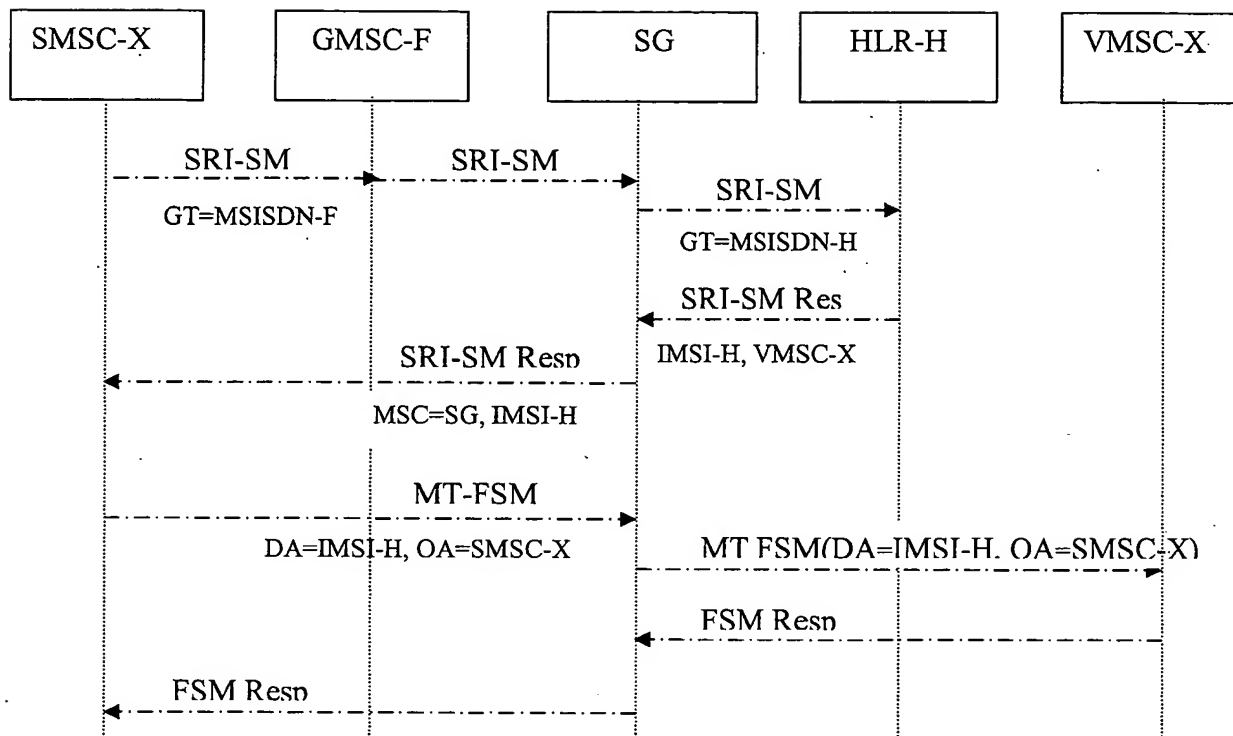 SMSC-X
GMSC-F
SG
HLR-H
VMSC-X
SRI-SM
SRI-SM
GT=MSISDN-F
SRI-SM
GT=MSISDN-H
SRI-SM Res
IMSI-H, VMSC-X
SRI-SM Resp
MSC=SG, IMSI-H
MT-FSM
DA=IMSI-H, OA=SMSC-X
MT FSM(DA=IMSI-H, OA=SMSC-X)
FSM Resp
FSM Resp